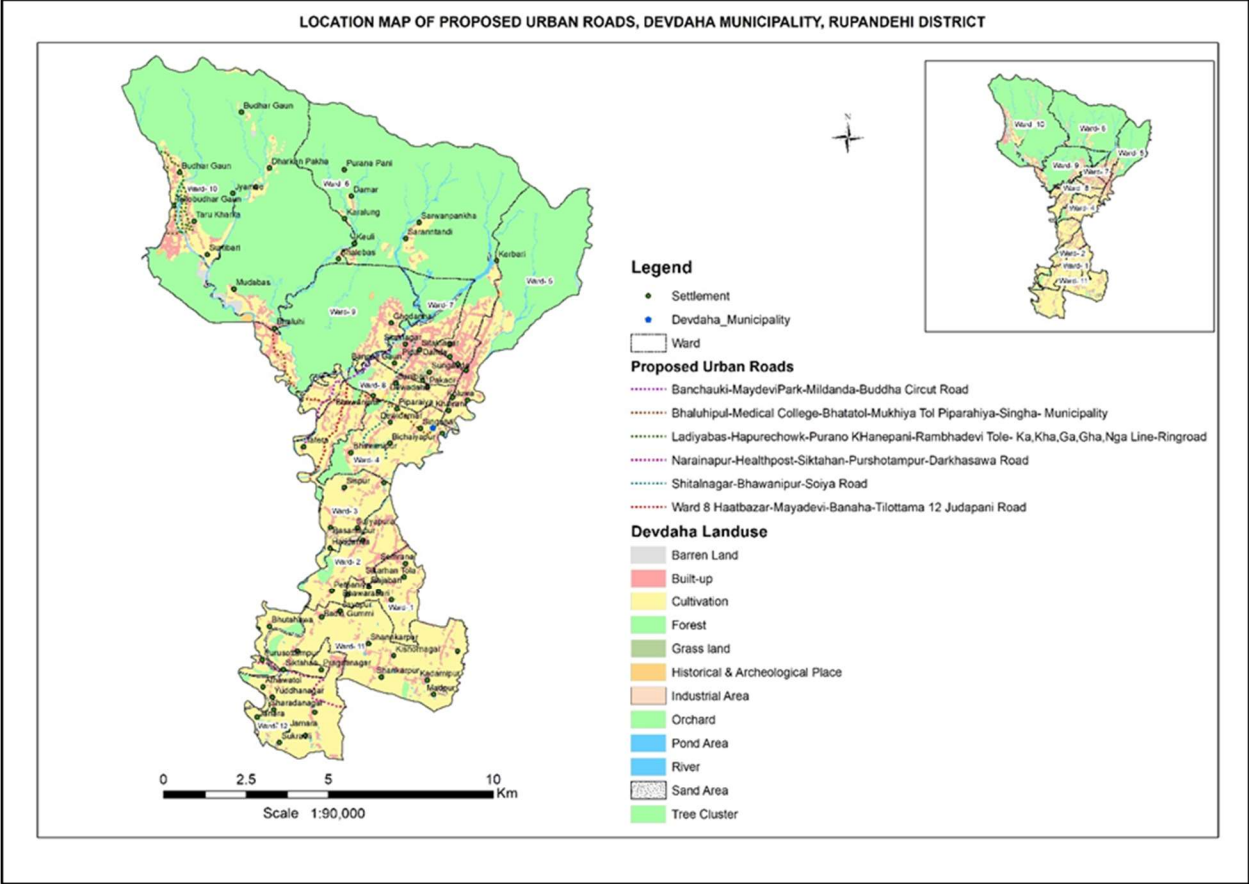 LOCATION MAP OF PROPOSED URBAN ROADS, DEVDAHA MUNICIPALITY, RUPANDEHI DISTRICT
N
Budhar Gaun
Dharkan Pakha
Purana Pani
Budhar Gaun
Ward- 10
Ward- 6
Damar
Taru Kharka
Karalung
Sarwanpankha
Keuli
Saranntandi
Kerbari
Mudabas
Ward- 5
Ward- 9
Ward- 7
Ward- 8
Piparaiya
Bichaiyapur
Ward- 4
Ward- 3
Ward- 2
Ward- 1
Bhutahawa
Shannkarpur
Ward- 11
Kishornagar
Siktahan
Pragatinagar
Shankarpur
Kadamipur
Yuddhanagar
Ward- 12
Jamara
Ward- 10
Ward- 6
Ward- 5
Ward- 9
Ward- 7
Ward- 8
Ward- 4
Ward- 2
Ward- 1
Ward- 11
Legend
Settlement
Devdaha_Municipality
Ward
Proposed Urban Roads
Banchauki-MaydeviPark-Mildanda-Buddha Circut Road
Bhaluhipul-Medical College-Bhatatol-Mukhiya Tol Piparahiya-Singha- Municipality
Ladiyabas-Hapurechowk-Purano KHanepani-Rambhadevi Tole- Ka,Kha,Ga,Gha,Nga Line-Ringroad
Narainapur-Healthpost-Siktahan-Purshotampur-Darkhasawa Road
Shitalnagar-Bhawanipur-Soiya Road
Ward 8 Haatbazar-Mayadevi-Banaha-Tilottama 12 Judapani Road
Devdaha Landuse
Barren Land
Built-up
Cultivation
Forest
Grass land
Historical & Archeological Place
Industrial Area
Orchard
Pond Area
River
Sand Area
Tree Cluster
0 2.5 5 10
Km
Scale 1:90,000